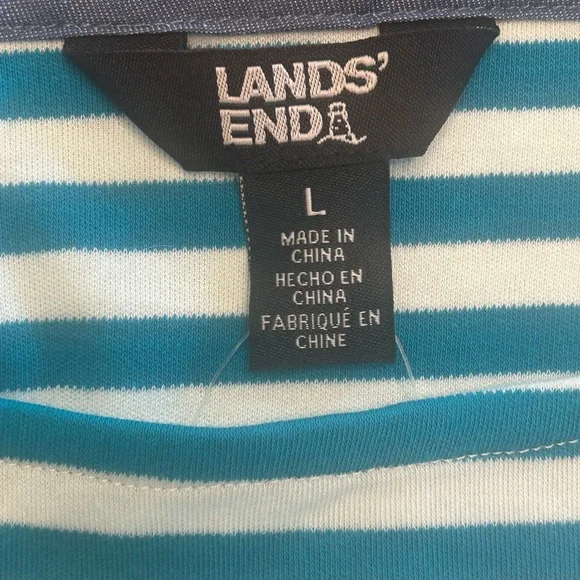 LANDS'
END
L
MADE IN
CHINA
HECHO EN
CHINA
FABRIQUÉ EN
CHINE